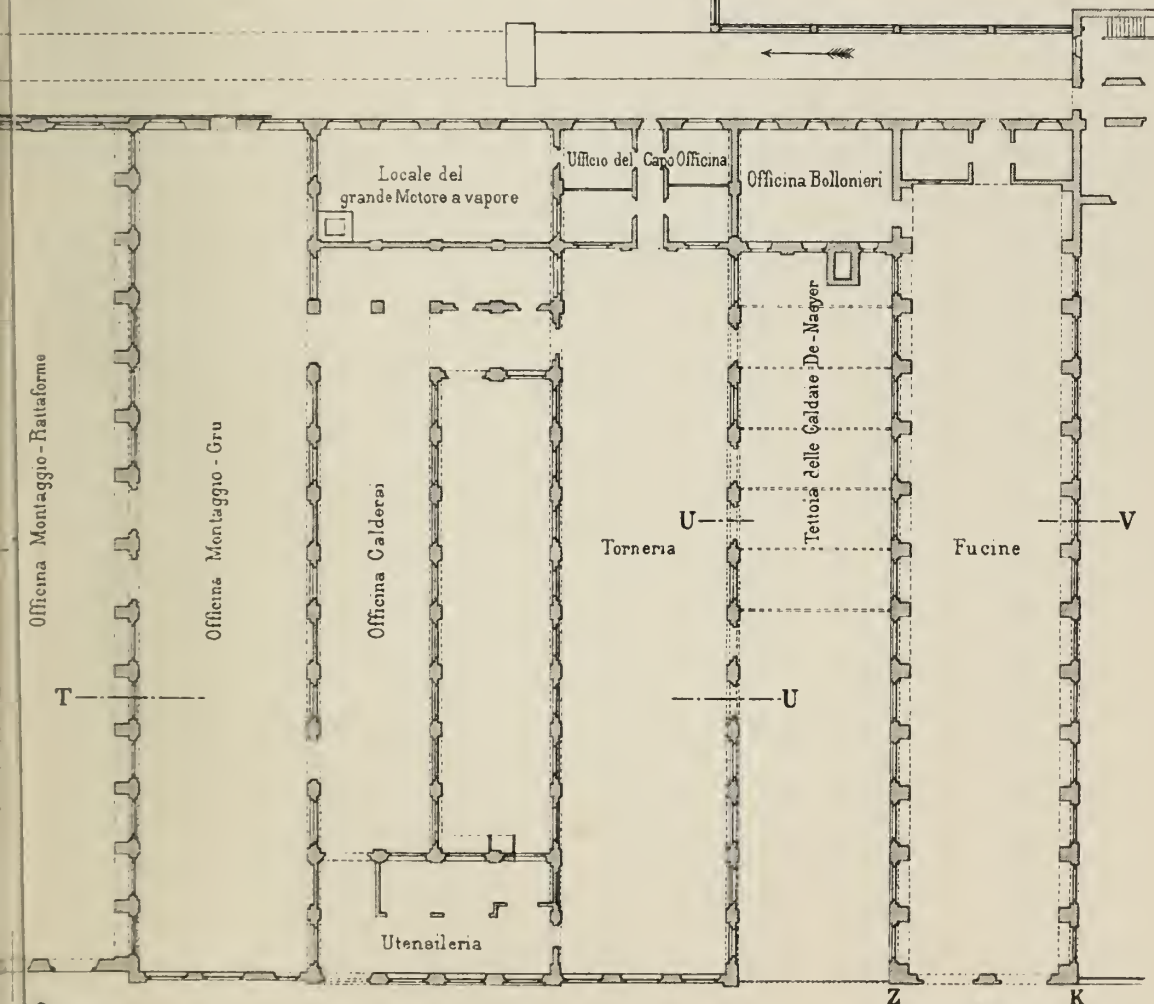 Locale del
grande Motore a vapore
Ufficio del Capo Officina
Officina Bollonieri
Officina Montaggio-Piattaforme
Officina Montaggio - Gru
Officina Calderai
Torneria
Tettoia delle Caldaie De-Naeyer
Fucine
U
V
T
U
Utensileria
Z
K